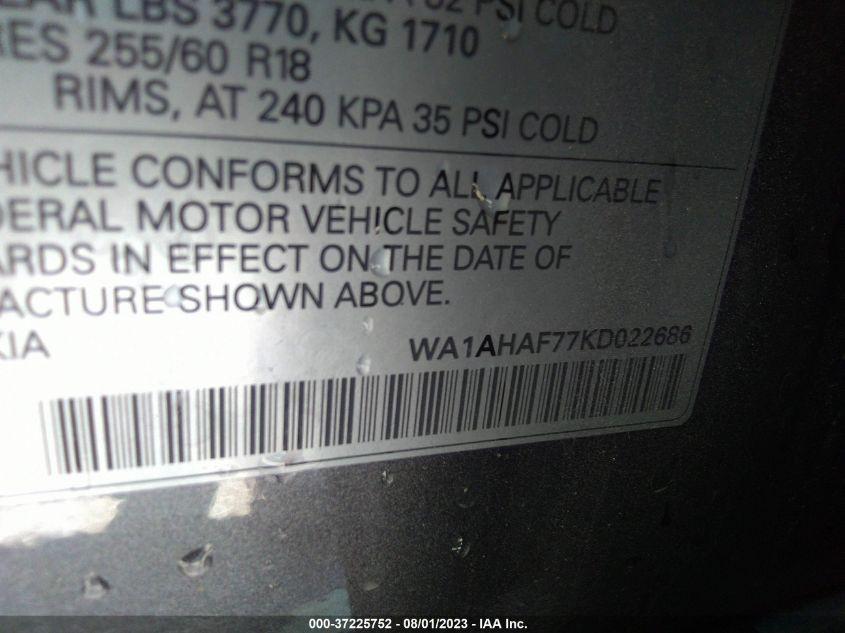 LBS 3770, KG 1710
255/60 R18
RIMS, AT 240 KPA 35 PSI COLD
HICLE CONFORMS TO ALL APPLICABLE
DERAL MOTOR VEHICLE SAFETY
ARDS IN EFFECT ON THE DATE OF
ACTURE SHOWN ABOVE.
KIA
WA1AHAF77KD022686
000-37225752 - 08/01/2023 - IAA Inc.